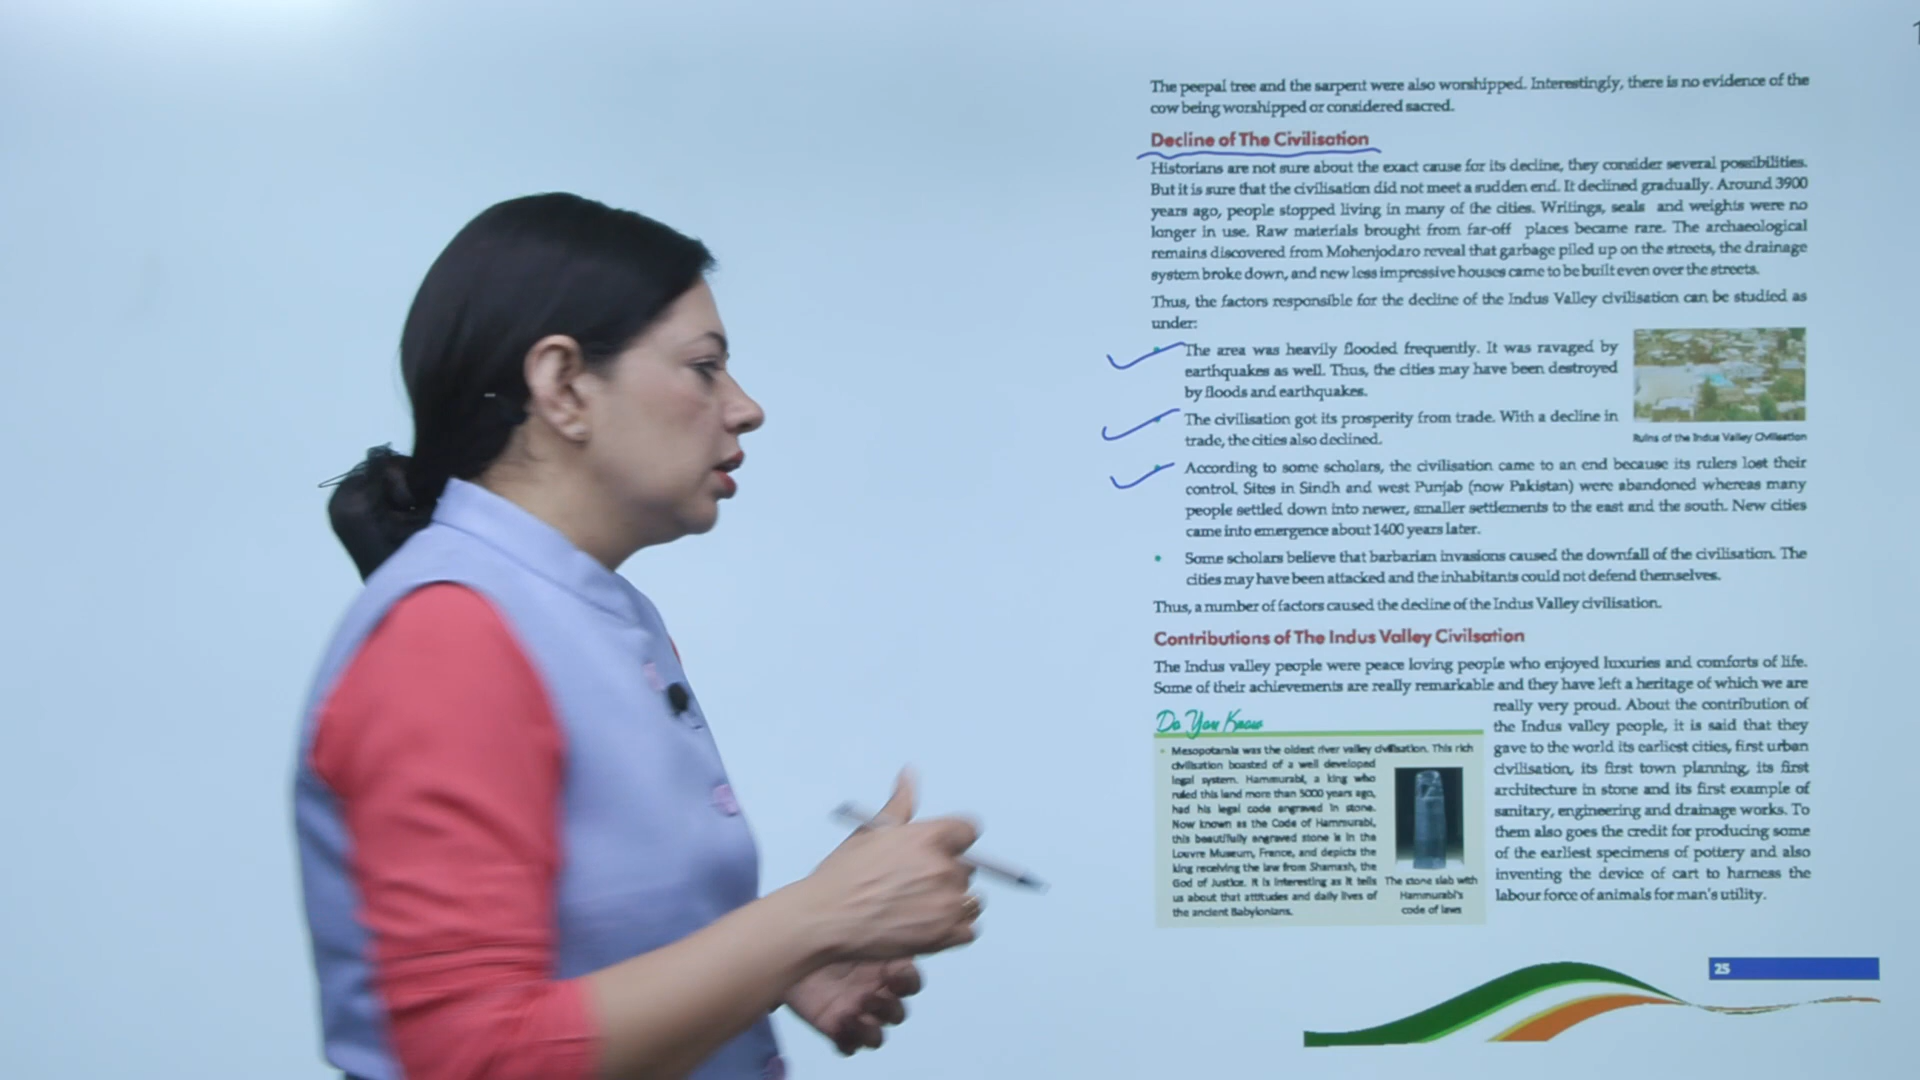 The peepal tree and the sarpent were also worshipped. Interestingly, there is no evidence of the
cow being worshipped or considered sacred.
Decline of The Civilisation
Historians are not sure about the exact cause for its decline, they consider several possibilities.
But it is sure that the civilisation did not meet a sudden end. It declined gradually. Around 3900
years ago, people stopped living in many of the cities. Writings, seals and weights were no
longer in use. Raw materials brought from far-off places became rare. The archaeological
remains discovered from Mohenjodaro reveal that garbage piled up on the streets, the drainage
system broke down, and new less impressive houses came to be built even over the streets.
Thus, the factors responsible for the decline of the Indus Valley civilisation can be studied as
under:
The area was heavily flooded frequently. It was ravaged by
earthquakes as well. Thus, the cities may have been destroyed
by floods and earthquakes.
The civilisation got its prosperity from trade. With a decline in
trade, the cities also declined.
Ruins of the Indus Valley Civilisation
According to some scholars, the civilisation came to an end because its rulers lost their
control. Sites in Sindh and west Punjab (now Pakistan) were abandoned whereas many
people settled down into newer, smaller settlements to the east and the south. New cities
came into emergence about 1400 years later.
• Some scholars believe that barbarian invasions caused the downfall of the civilisation. The
cities may have been attacked and the inhabitants could not defend themselves.
Thus, a number of factors caused the decline of the Indus Valley civilisation.
Contributions of The Indus Valley Civilsation
The Indus valley people were peace loving people who enjoyed luxuries and comforts of life.
Some of their achievements are really remarkable and they have left a heritage of which we are
really very proud. About the contribution of
the Indus valley people, it is said that they
gave to the world its earliest cities, first urban
civilisation, its first town planning, its first
architecture in stone and its first example of
sanitary, engineering and drainage works. To
them also goes the credit for producing some
of the earliest specimens of pottery and also
inventing the device of cart to harness the
labour force of animals for man's utility.
Do You Know
• Mesopotamia was the oldest river valley civilisation. This rich
civilisation boasted of a well developed
legal system. Hammurabi, a king who
ruled this land more than 5000 years ago,
had his legal code engraved in stone.
Now known as the Code of Hammurabi,
this beautifully engraved stone is in the
Louvre Museum, France, and depicts the
king receiving the law from Shamash, the
God of Justice. It is interesting as it tells
us about that attitudes and daily lives of
the ancient Babylonians.
The stone slab with
Hammurabi's
code of laws
25